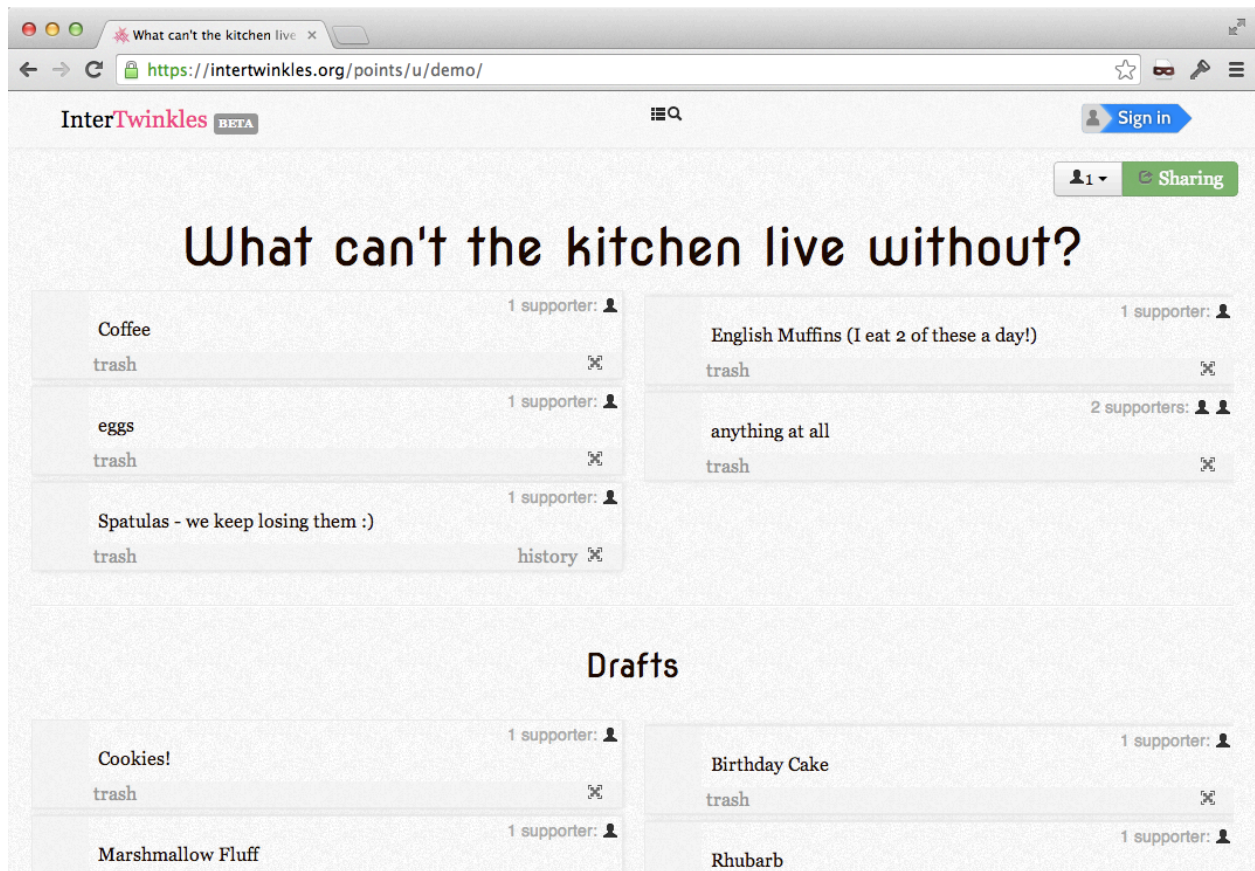 What can't the kitchen live
https://intertwinkles.org/points/u/demo/
InterTwinkles BETA
Sign in
1
Sharing
What can't the kitchen live without?
1 supporter:
Coffee
trash
1 supporter:
English Muffins (I eat 2 of these a day!)
trash
1 supporter:
eggs
trash
2 supporters:
anything at all
trash
1 supporter:
Spatulas - we keep losing them :)
trash history
Drafts
1 supporter:
Cookies!
trash
1 supporter:
Birthday Cake
trash
1 supporter:
Marshmallow Fluff
1 supporter:
Rhubarb